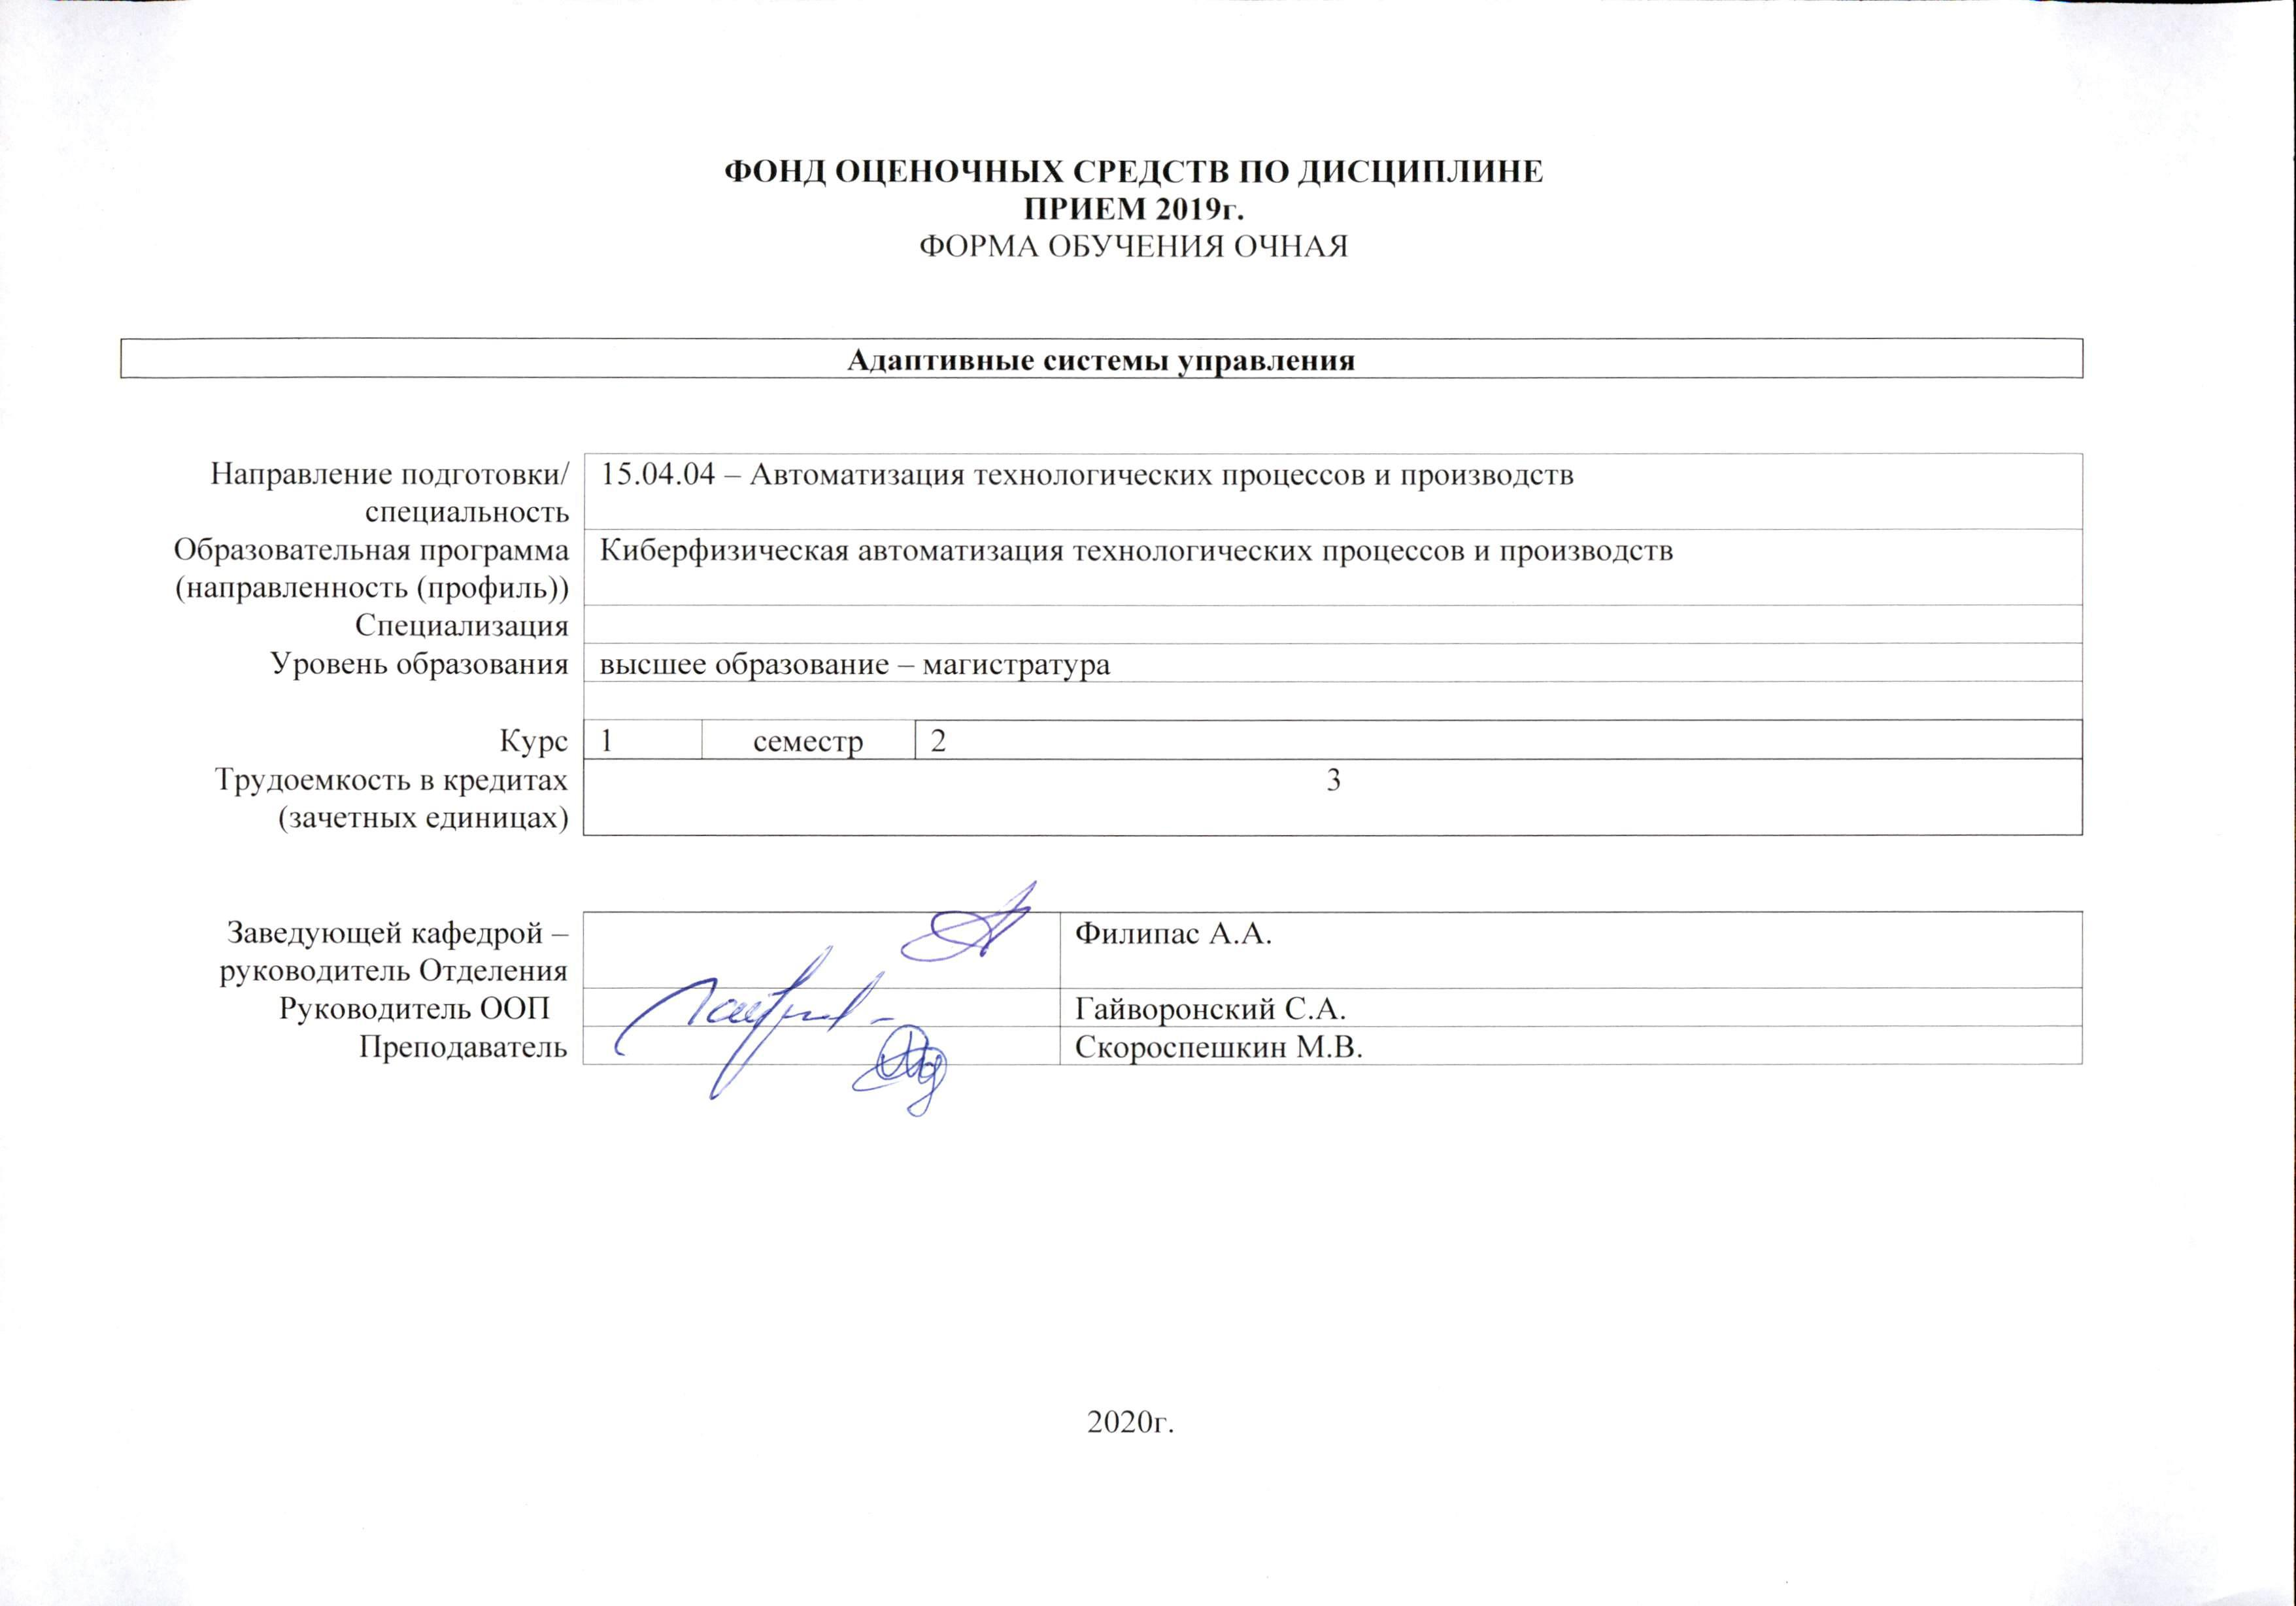 ФОНД ОЦЕНОЧНЫХ СРЕДСТВ ПО ДИСЦИПЛИНЕ
ПРИЕМ 2019г.
ФОРМА ОБУЧЕНИЯ ОЧНАЯ
Адаптивные системы управления
Направление подготовки/ 15.04.04 – Автоматизация технологических процессов и производств
специальность
Образовательная программа Киберфизическая автоматизация технологических процессов и производств
(направленность (профиль))
Специализация
Уровень образования высшее образование – магистратура
Курс 1 семестр 2
Трудоемкость в кредитах 3
(зачетных единицах)
Заведующей кафедрой – Филипас А.А.
руководитель Отделения
Руководитель ООП Гайворонский С.А.
Преподаватель Скороспешкин М.В.
2020г.